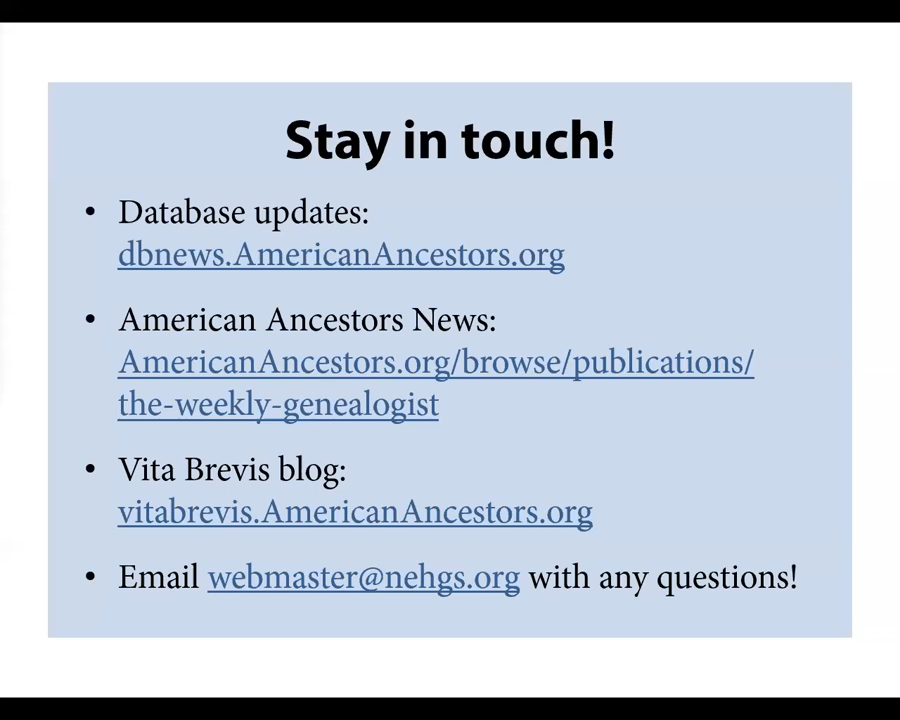 Stay in touch!
• Database updates:
dbnews.AmericanAncestors.org
• American Ancestors News:
AmericanAncestors.org/browse/publications/
the-weekly-genealogist
• Vita Brevis blog:
vitabrevis.AmericanAncestors.org
• Email webmaster@nehgs.org with any questions!